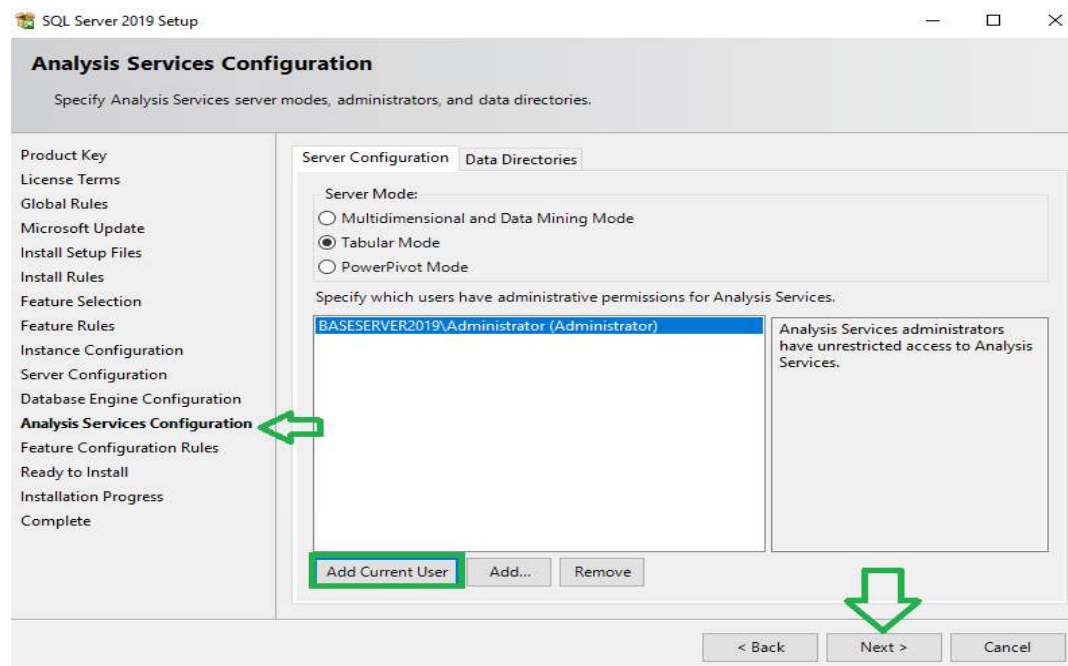 SQL Server 2019 Setup
Analysis Services Configuration
Specify Analysis Services server modes, administrators, and data directories.
Product Key
License Terms
Global Rules
Microsoft Update
Install Setup Files
Install Rules
Feature Selection
Feature Rules
Instance Configuration
Server Configuration
Database Engine Configuration
Analysis Services Configuration
Feature Configuration Rules
Ready to Install
Installation Progress
Complete
Server Configuration Data Directories
Server Mode:
Multidimensional and Data Mining Mode
Tabular Mode
PowerPivot Mode
Specify which users have administrative permissions for Analysis Services.
BASESERVER2019\Administrator (Administrator)
Analysis Services administrators
have unrestricted access to Analysis
Services.
Add Current User Add... Remove
< Back Next > Cancel